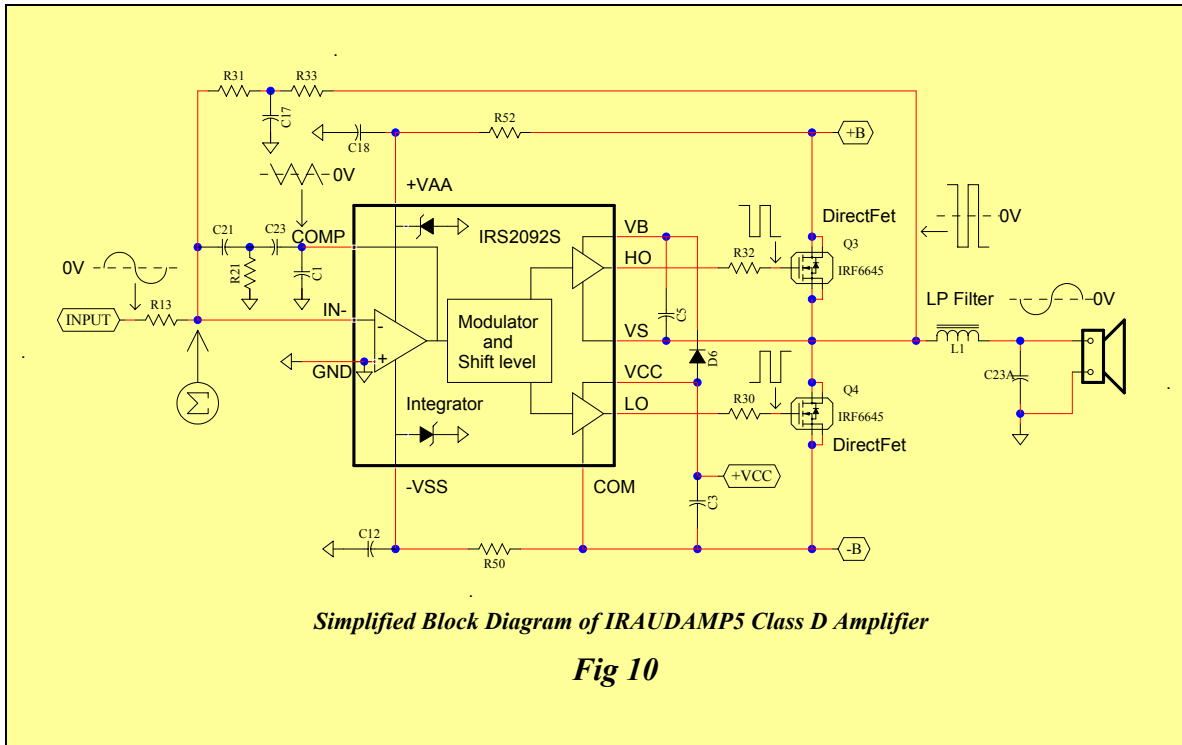 R31
R33
C17
R52
+B
C18
0V
+VAA
0V
DirectFet
IRS2092S
VB
Q3
C21
C23
COMP
HO
R32
IRF6645
0V
R21
C1
LP Filter
0V
INPUT
R13
IN-
-
Modulator
and
Shift level
C5
VS
L1
+
GND
D6
VCC
C23A
Q4
Σ
Integrator
LO
R30
IRF6645
DirectFet
-VSS
COM
+VCC
C3
C12
R50
-B
Simplified Block Diagram of IRAUDAMP5 Class D Amplifier
Fig 10